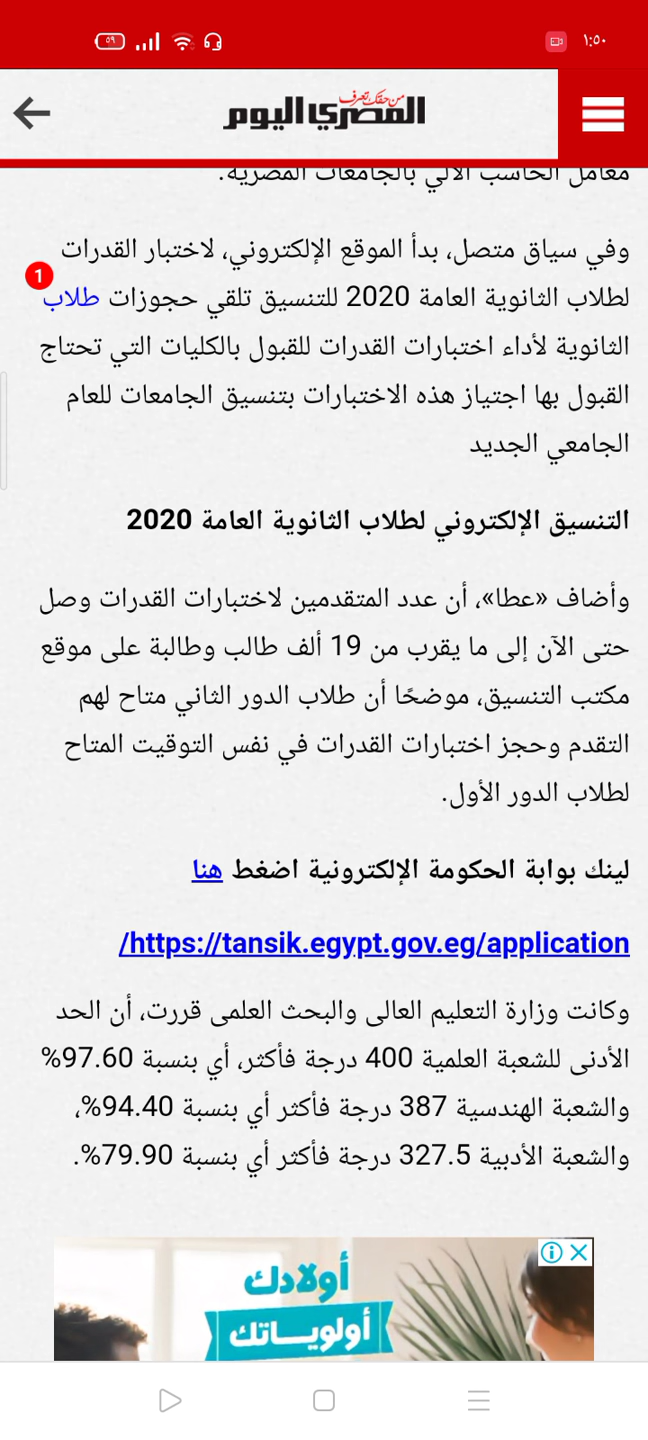 ٥٩
١:٥٠
من حقك تعرف
المصري اليوم
معامل الحاسب الآلي بالجامعات المصرية.
وفي سياق متصل، بدأ الموقع الإلكتروني، لاختبار القدرات
1
لطلاب الثانوية العامة 2020 للتنسيق تلقي حجوزات طلاب
الثانوية لأداء اختبارات القدرات للقبول بالكليات التي تحتاج
القبول بها اجتياز هذه الاختبارات بتنسيق الجامعات للعام
الجامعي الجديد
التنسيق الإلكتروني لطلاب الثانوية العامة 2020
وأضاف «عطا»، أن عدد المتقدمين لاختبارات القدرات وصل
حتى الآن إلى ما يقرب من 19 ألف طالب وطالبة على موقع
مكتب التنسيق، موضحًا أن طلاب الدور الثاني متاح لهم
التقدم وحجز اختبارات القدرات في نفس التوقيت المتاح
لطلاب الدور الأول.
لينك بوابة الحكومة الإلكترونية اضغط هنا
https://tansik.egypt.gov.eg/application/
وكانت وزارة التعليم العالى والبحث العلمى قررت، أن الحد
الأدنى للشعبة العلمية 400 درجة فأكثر، أي بنسبة 97.60%
والشعبة الهندسية 387 درجة فأكثر أي بنسبة 94.40%،
والشعبة الأدبية 327.5 درجة فأكثر أي بنسبة 79.90%.
أولادك
أولوياتك